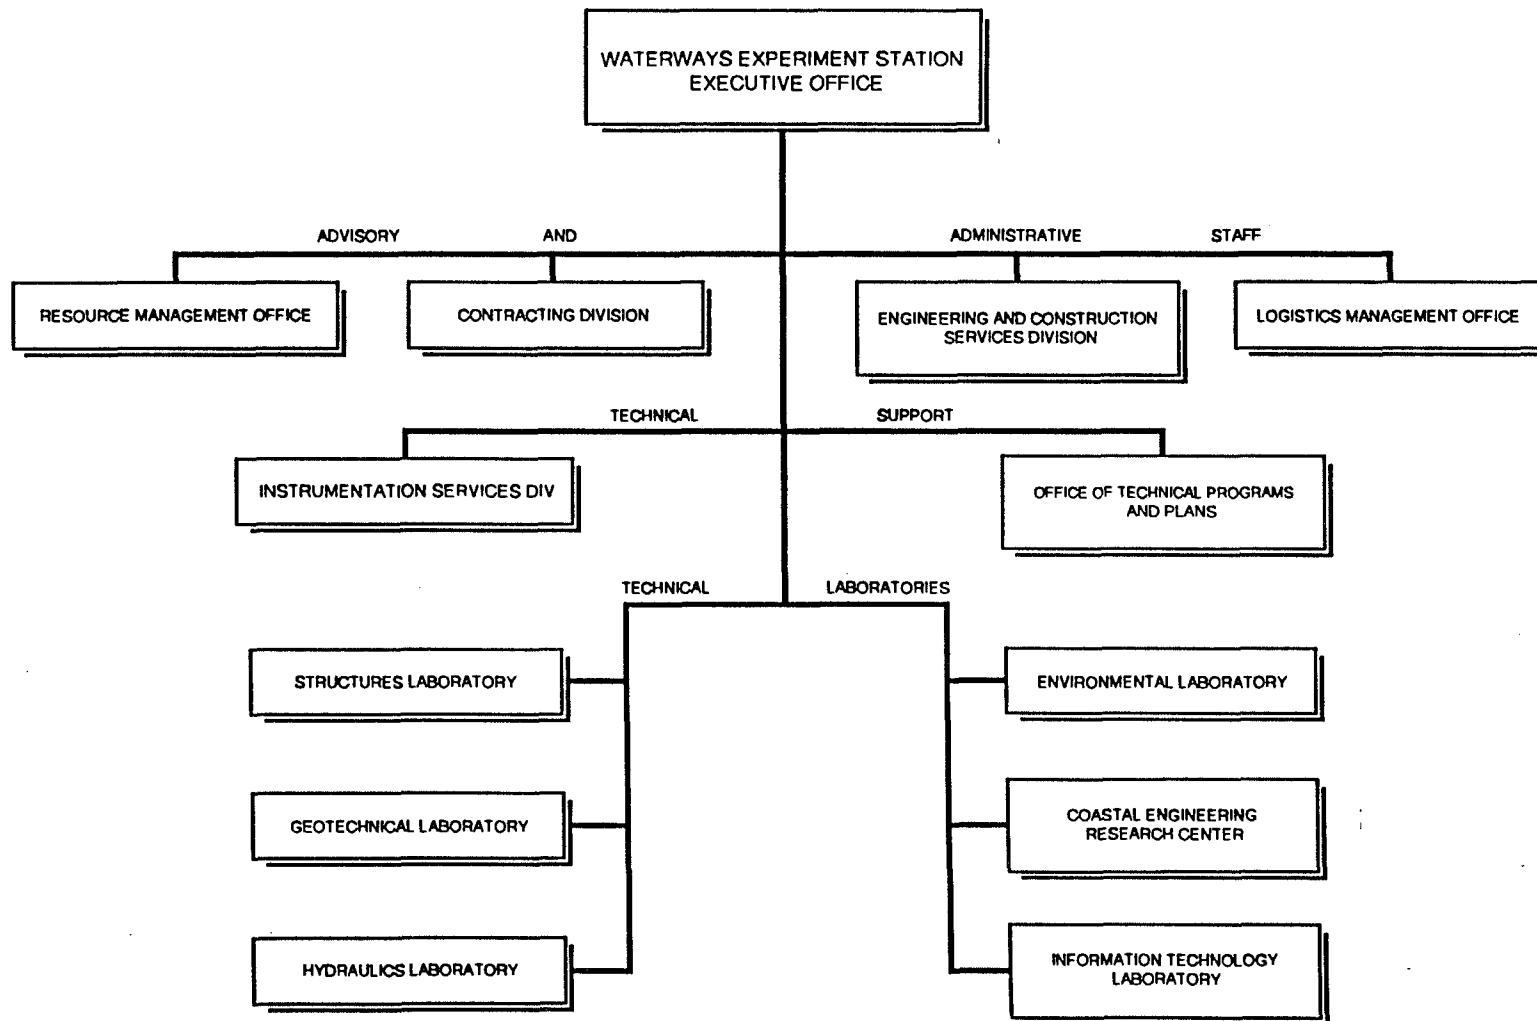 WATERWAYS EXPERIMENT STATION
EXECUTIVE OFFICE
ADVISORY AND ADMINISTRATIVE STAFF
RESOURCE MANAGEMENT OFFICE
CONTRACTING DIVISION
ENGINEERING AND CONSTRUCTION
SERVICES DIVISION
LOGISTICS MANAGEMENT OFFICE
TECHNICAL SUPPORT
INSTRUMENTATION SERVICES DIV
OFFICE OF TECHNICAL PROGRAMS
AND PLANS
TECHNICAL LABORATORIES
STRUCTURES LABORATORY
ENVIRONMENTAL LABORATORY
GEOTECHNICAL LABORATORY
COASTAL ENGINEERING
RESEARCH CENTER
HYDRAULICS LABORATORY
INFORMATION TECHNOLOGY
LABORATORY